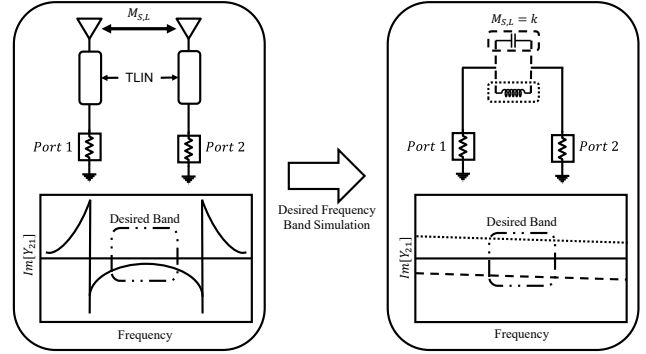 M_{S,L}
TLIN
Port 1
Port 2
Desired Band
Im[Y_{21}]
Frequency
Desired Frequency
Band Simulation
M_{S,L} = k
Port 1
Port 2
Desired Band
Im[Y_{21}]
Frequency